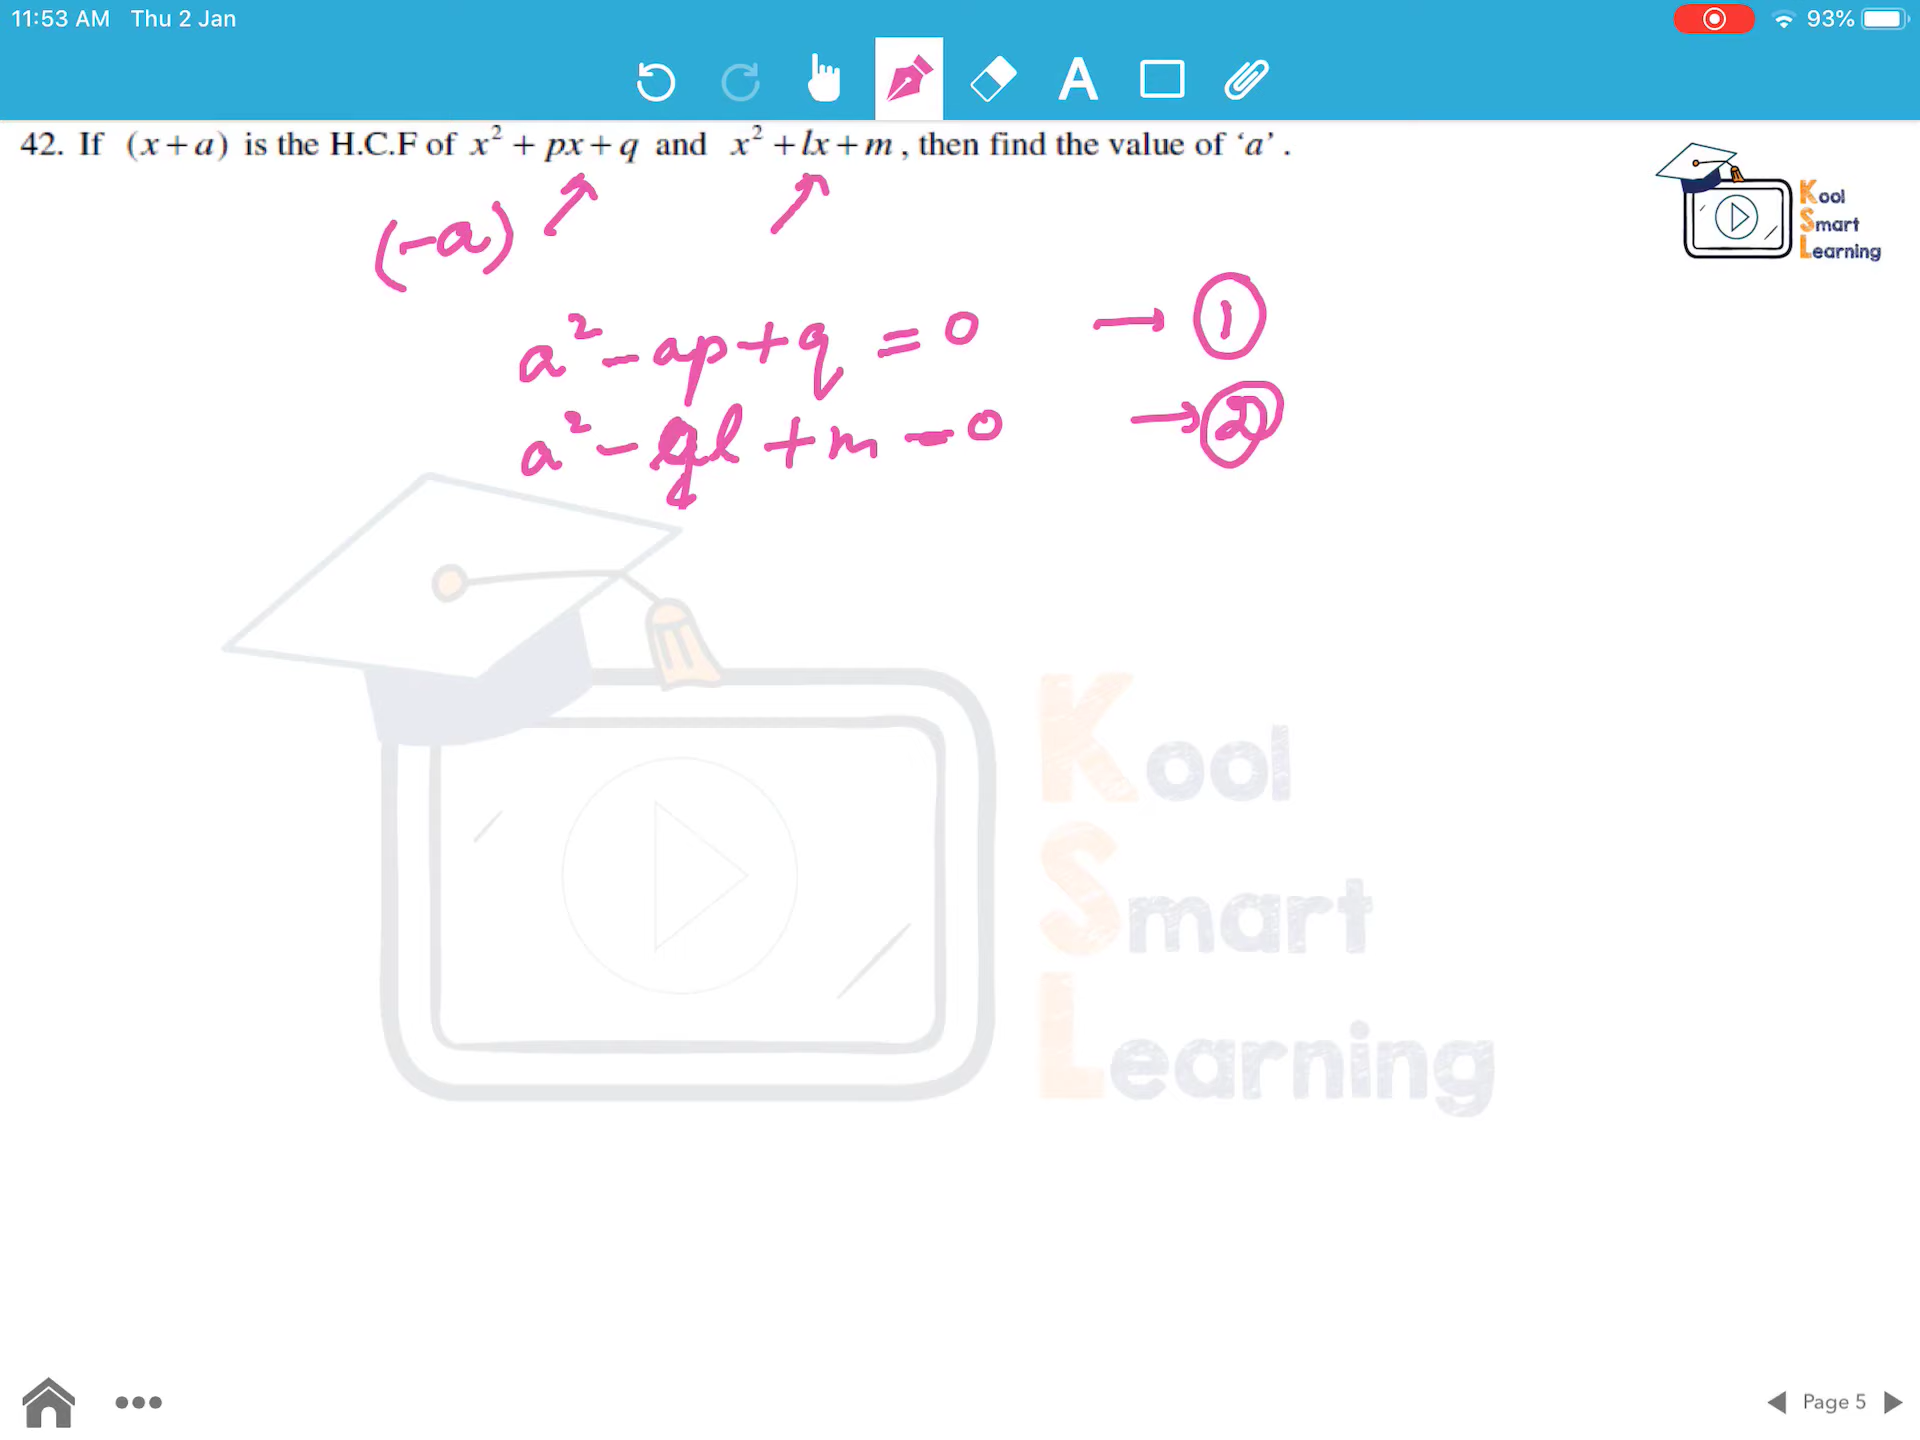 11:53 AM Thu 2 Jan
93%
A
42. If (x+a) is the H.C.F of x² + px + q and x² + lx + m, then find the value of ‘a’.
Kool
Smart
Learning
(-a)
a² - ap + q = 0 → ①
a² - al + m - 0 → ②
Kool
Smart
Learning
Page 5